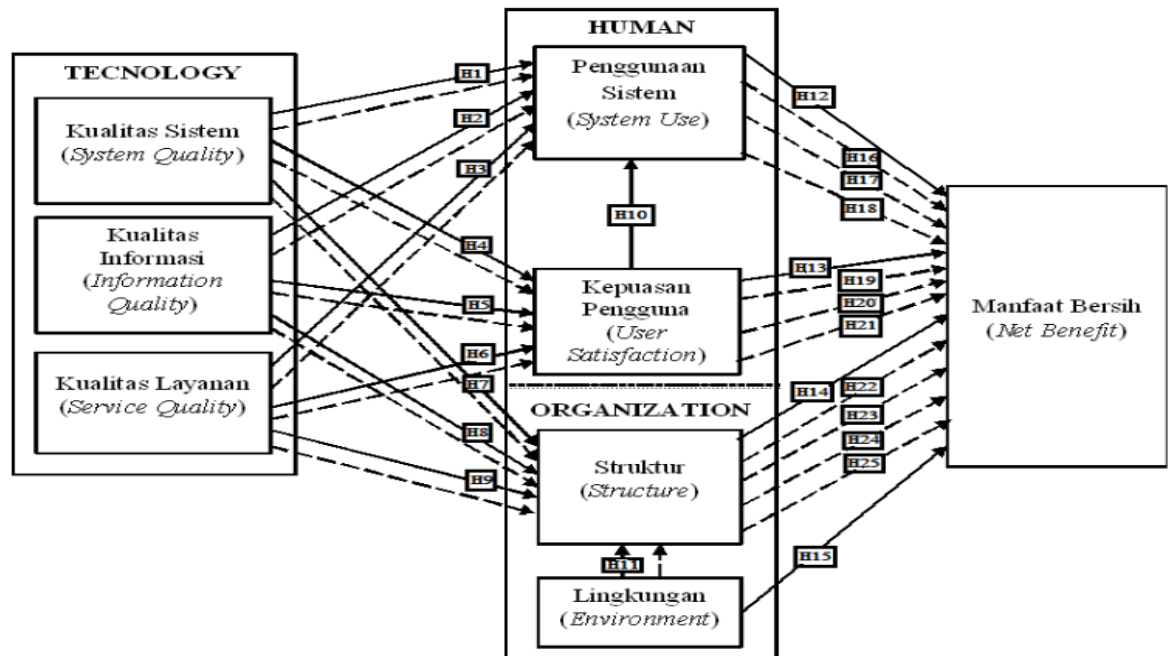 TECNOLOGY
Kualitas Sistem
(System Quality)
Kualitas
Informasi
(Information
Quality)
Kualitas Layanan
(Service Quality)
H1
H2
H3
H4
H5
H6
H7
H8
H9
HUMAN
Penggunaan
Sistem
(System Use)
H10
Kepuasan
Pengguna
(User
Satisfaction)
ORGANIZATION
Struktur
(Structure)
H11
Lingkungan
(Environment)
H12
H16
H17
H18
H13
H19
H20
H21
H14
H22
H23
H24
H25
H15
Manfaat Bersih
(Net Benefit)